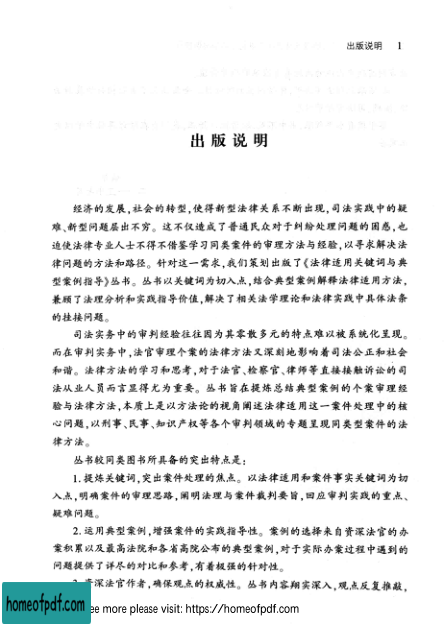 出版说明 1
出版说明
经济的发展,社会的转型,使得新型法律关系不断出现,司法实践中的疑
难、新型问题层出不穷。这不仅造成了普通民众对于纠纷处理问题的困惑,也
迫使法律专业人士不得不借鉴学习同类案件的审理方法与经验,以寻求解决法
律问题的方法和路径。针对这一需求,我们策划出版了《法律适用关键词与典
型案例指导》丛书。丛书以关键词为切入点,结合典型案例解释法律适用方法,
兼顾了法理分析和实践指导价值,解决了相关法学理论和法律实践中具体法条
的挂接问题。
司法实务中的审判经验往往因为其零散多元的特点难以被系统化呈现。
而在审判实务中,法官审理个案的法律方法又深刻地影响着司法公正和社会
和谐。法律方法的学习和思考,对于法官、检察官、律师等直接接触诉讼的司
法从业人员而言显得尤为重要。丛书旨在提炼总结典型案例的个案审理经
验与法律方法,本质上是以方法论的视角阐述法律适用这一案件处理中的核
心问题,以刑事、民事、知识产权等各个审判领域的专题呈现同类型案件的法
律方法。
丛书较同类图书所具备的突出特点是:
1.提炼关键词,突出案件处理的焦点。以法律适用和案件事实关键词为切
入点,明确案件的审理思路,阐明法理与案件裁判要旨,回应审判实践的重点、
疑难问题。
2.运用典型案例,增强案件的实践指导性。案例的选择来自资深法官的办
案积累以及最高法院和各省高院公布的典型案例,对于实际办案过程中遇到的
问题提供了详尽的对比和参考,有着极强的针对性。
资深法官作者,确保观点的权威性。丛书内容翔实深入,观点反复推敲,
homeofpdf.com
ee more please visit: https://homeofpdf.com